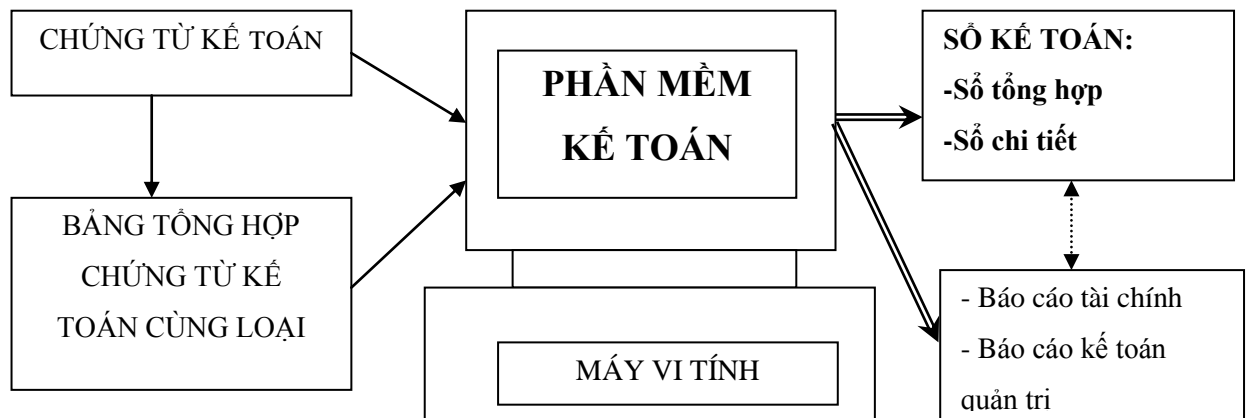 CHỨNG TỪ KẾ TOÁN
BẢNG TỔNG HỢP
CHỨNG TỪ KẾ
TOÁN CÙNG LOẠI
PHẦN MỀM
KẾ TOÁN
MÁY VI TÍNH
SỔ KẾ TOÁN:
-Sổ tổng hợp
-Sổ chi tiết
- Báo cáo tài chính
- Báo cáo kế toán
quản trị